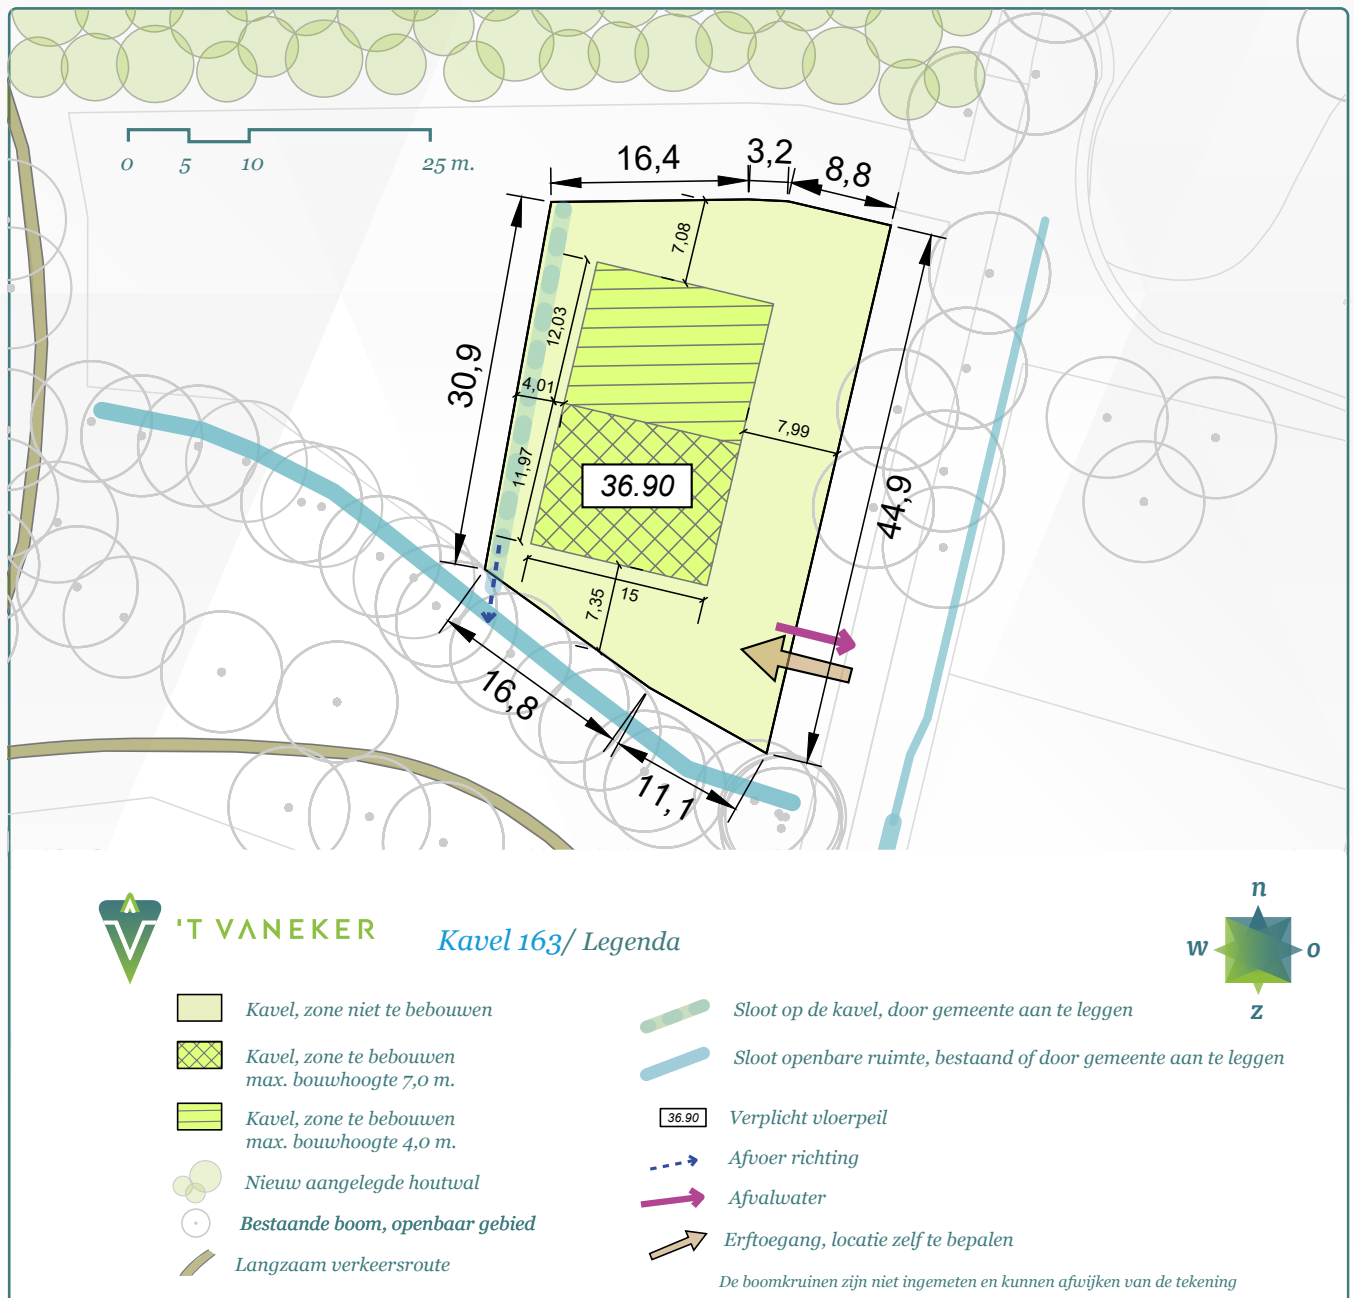 0 5 10 25 m.
16,4
3,2
8,8
7,08
12,03
30,9
4,01
7,99
11,97
36.90
44,9
7,35
15
16,8
11,1
'T VANEKER
Kavel 163/ Legenda
n
w o
z
Kavel, zone niet te bebouwen
Kavel, zone te bebouwen
max. bouwhoogte 7,0 m.
Kavel, zone te bebouwen
max. bouwhoogte 4,0 m.
Nieuw aangelegde houtwal
Bestaande boom, openbaar gebied
Langzaam verkeersroute
Sloot op de kavel, door gemeente aan te leggen
Sloot openbare ruimte, bestaand of door gemeente aan te leggen
36.90 Verplicht vloerpeil
Afvoer richting
Afvalwater
Erftoegang, locatie zelf te bepalen
De boomkruinen zijn niet ingemeten en kunnen afwijken van de tekening